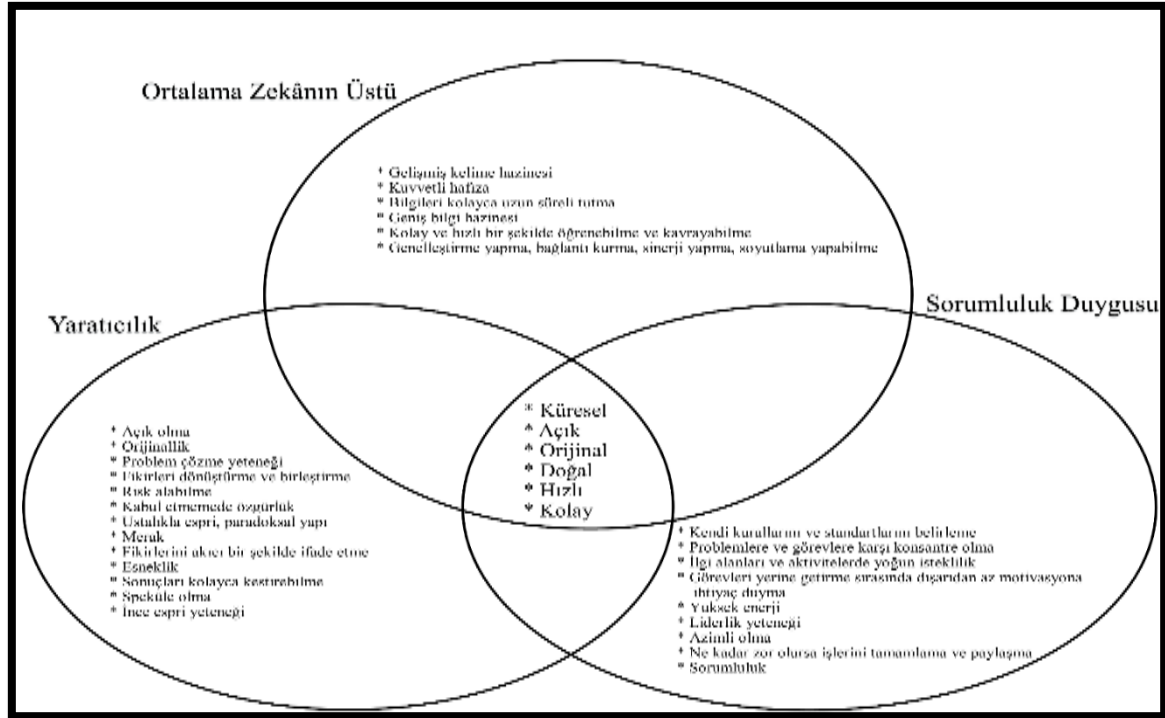 Ortalama Zekânın Üstü
* Gelişmiş kelime hazinesi
* Kuvvetli hafıza
* Bilgileri kolayca uzun süreli tutma
* Geniş bilgi hazinesi
* Kolay ve hızlı bir şekilde öğrenebilme ve kavrayabilme
* Genelleştirme yapma, bağlantı kurma, sinerji yapma, soyutlama yapabilme
Yaratıcılık
* Açık olma
* Orijinallik
* Problem çözme yeteneği
* Fikirleri dönüştürme ve birleştirme
* Risk alabilme
* Kabul etmemede özgürlük
* Ustalıkla espri, paradoksal yapı
* Merak
* Fikirlerini akıcı bir şekilde ifade etme
* Esneklik
* Sonuçları kolayca kestirebilme
* Speküle olma
* İnce espri yeteneği
* Küresel
* Açık
* Orijinal
* Doğal
* Hızlı
* Kolay
Sorumluluk Duygusu
* Kendi kurallarını ve standartlarını belirleme
* Problemlere ve görevlere karşı konsantre olma
* İlgi alanları ve aktivitelerde yoğun isteklilik
* Görevleri yerine getirme sırasında dışarıdan az motivasyona
ihtiyaç duyma
* Yuksek enerji
* Liderlik yeteneği
* Azimli olma
* Ne kadar zor olursa işlerini tamamlama ve paylaşma
* Sorumluluk